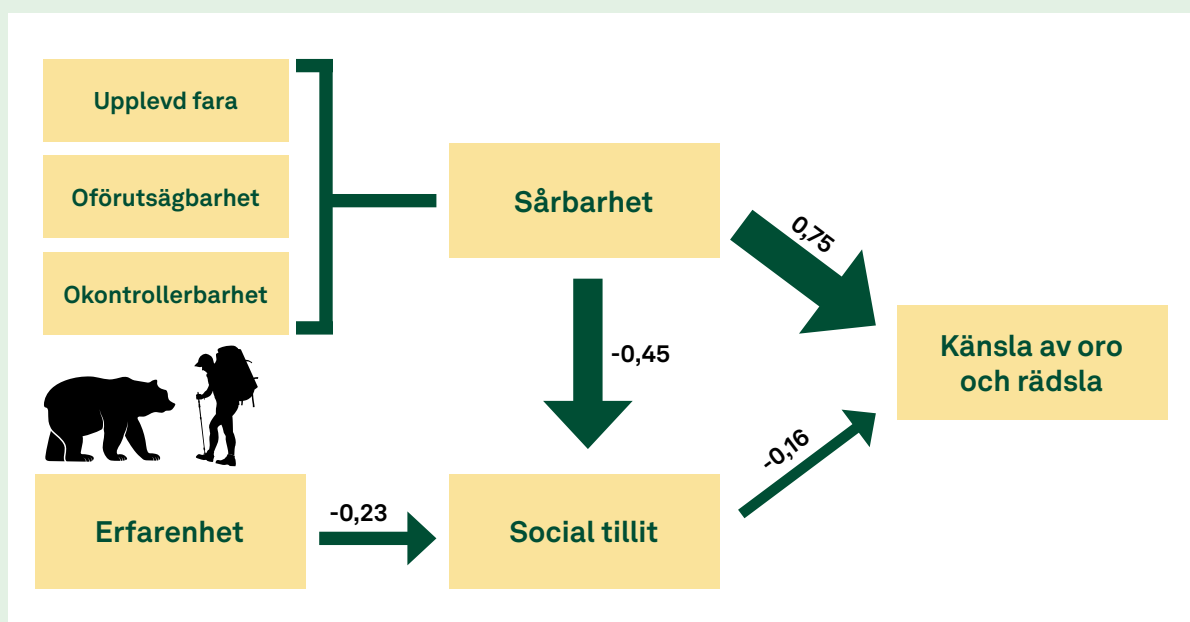 Upplevd fara
Oförutsägbarhet
Okontrollerbarhet
Sårbarhet
0,75
-0,45
Känsla av oro
och rädsla
-0,16
Erfarenhet
-0,23
Social tillit